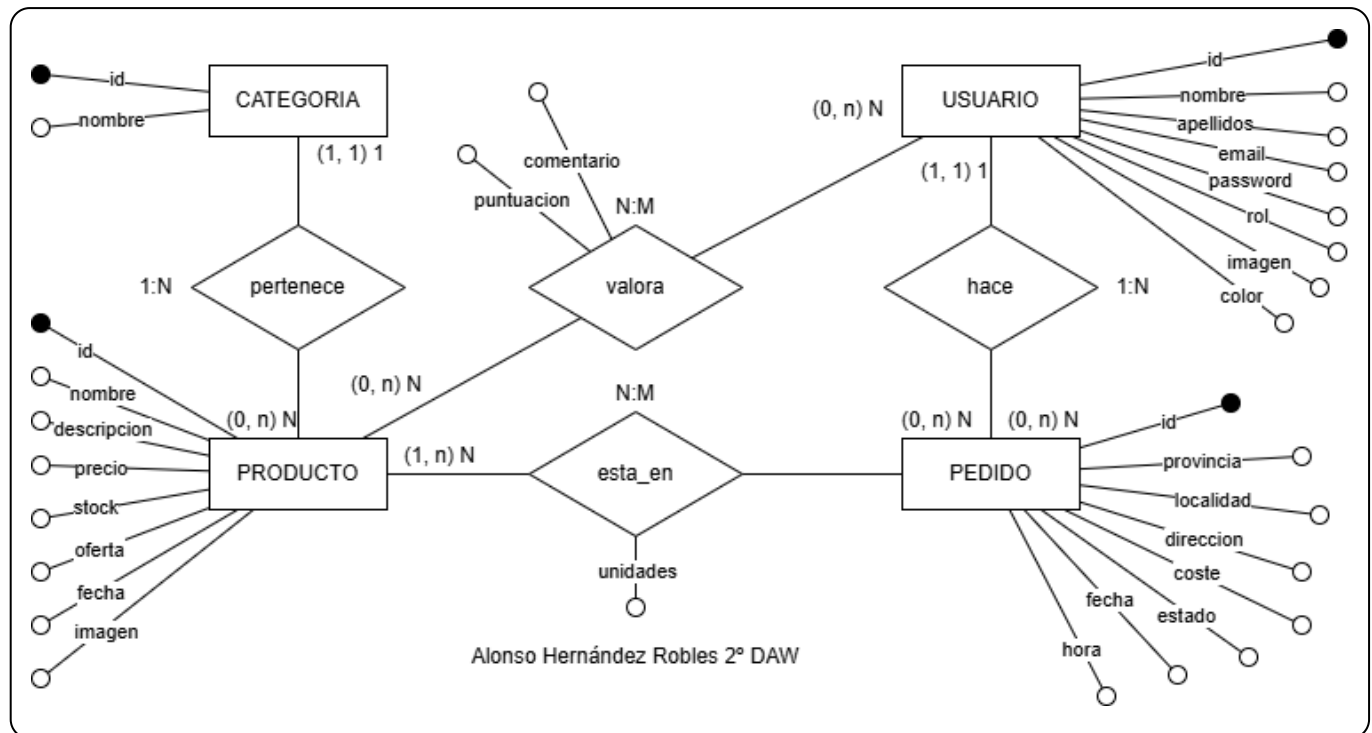 id
nombre
CATEGORIA
(1, 1) 1
1:N
pertenece
(0, n) N
comentario
puntuacion
N:M
valora
(0, n) N
(0, n) N
USUARIO
id
nombre
apellidos
email
password
rol
imagen
color
(1, 1) 1
hace
1:N
id
nombre
descripcion
precio
stock
oferta
fecha
imagen
PRODUCTO
(1, n) N
N:M
esta_en
unidades
(0, n) N
(0, n) N
PEDIDO
id
provincia
localidad
direccion
coste
estado
fecha
hora
Alonso Hernández Robles 2º DAW